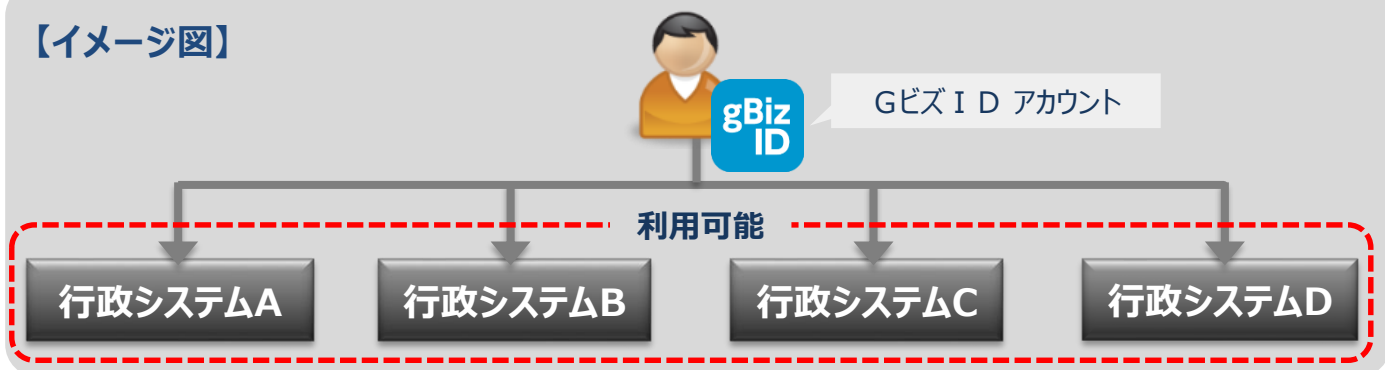 【イメージ図】
gBiz
ID
GビズＩＤ アカウント
利用可能
行政システムA
行政システムB
行政システムC
行政システムD